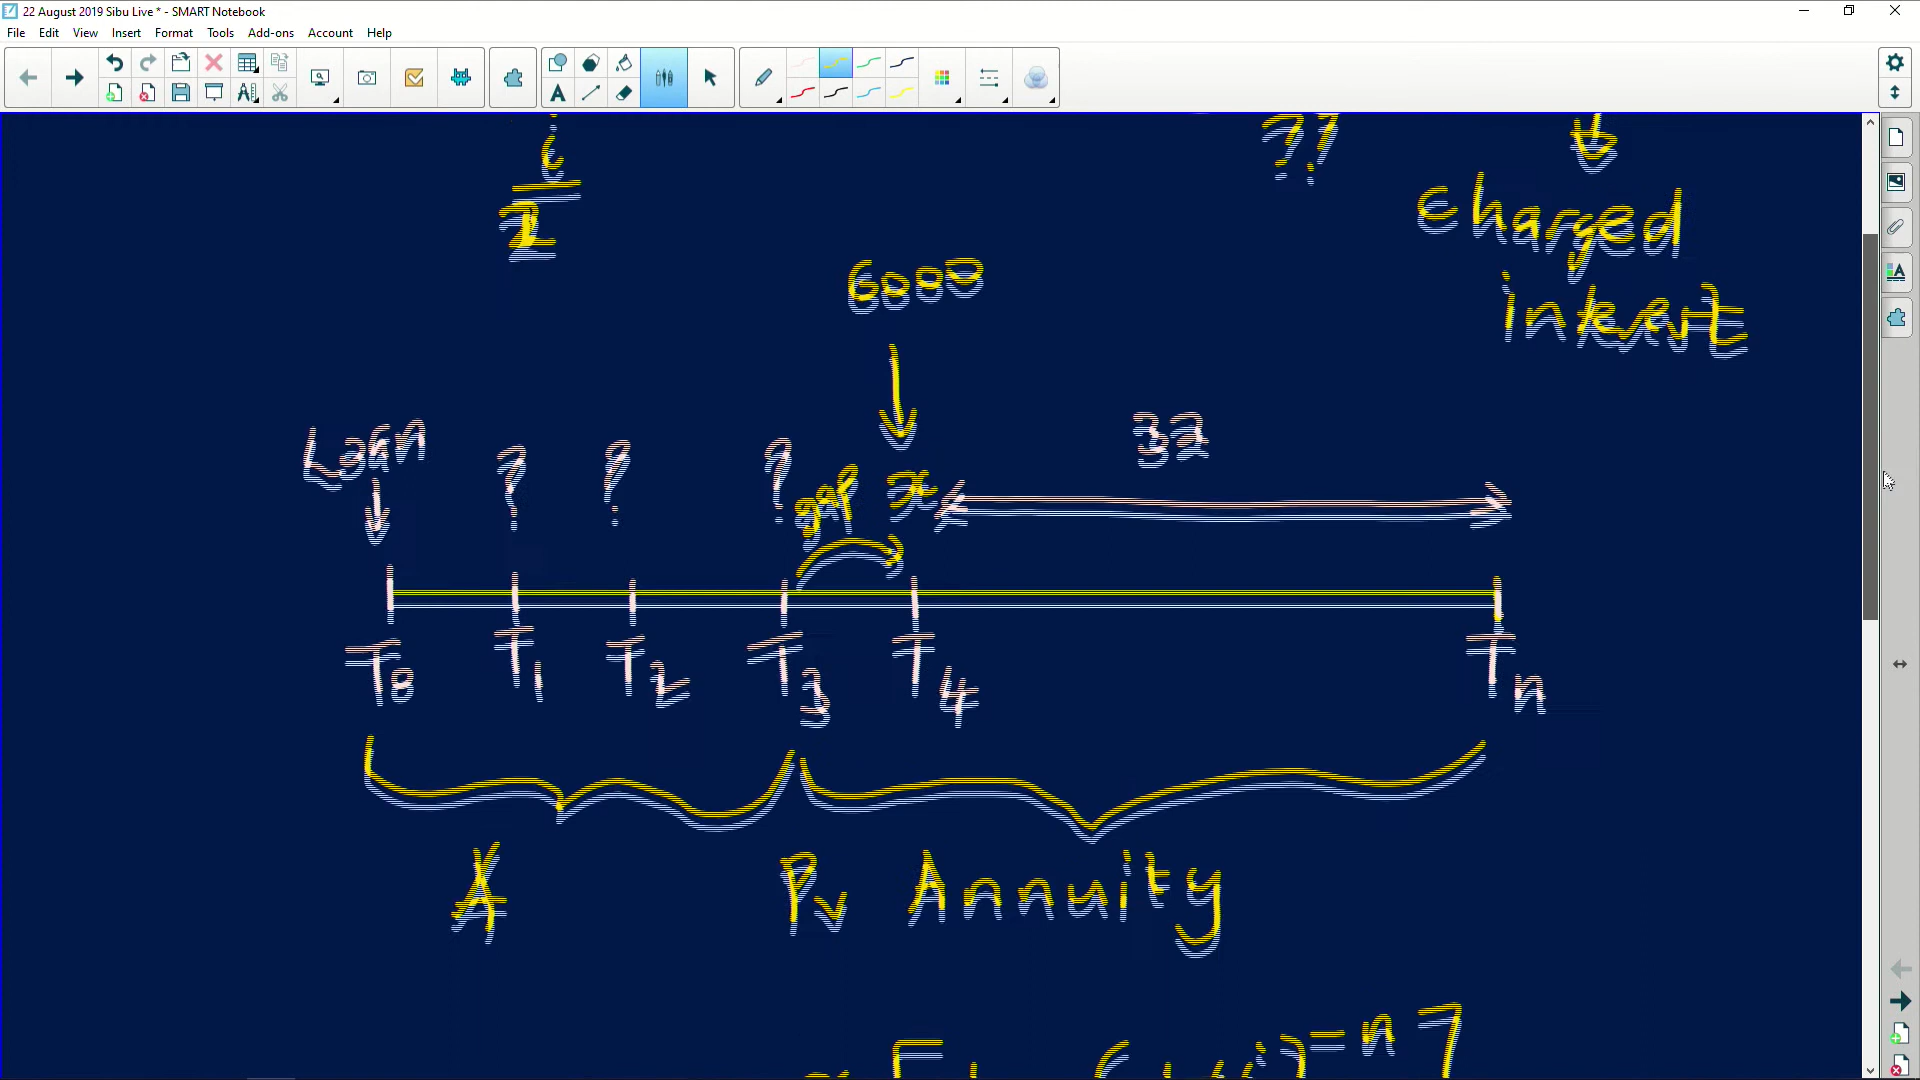 22 August 2019 Sibu Live * - SMART Notebook
File Edit View Insert Format Tools Add-ons Account Help
i
??
charged
interest
6000
Loan ? ? ? gap x 32
T0 T1 T2 T3 T4 Tn
A Pv Annuity